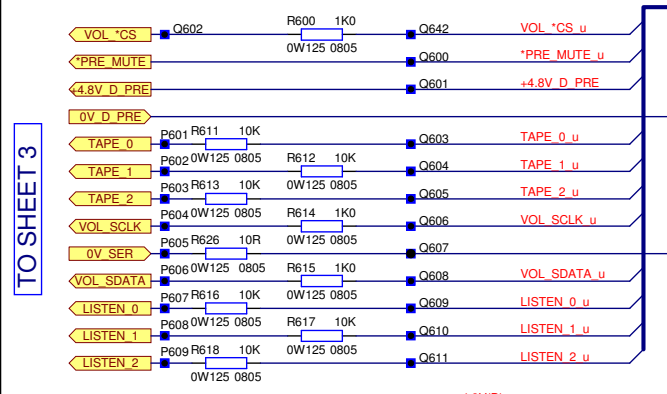 VOL_*CS Q602 R600 1K0 Q642 VOL_*CS_u
0W125 0805
*PRE_MUTE Q600 *PRE_MUTE_u
+4.8V_D_PRE Q601 +4.8V_D_PRE
0V_D_PRE
TO SHEET 3
TAPE_0 P601 R611 10K Q603 TAPE_0_u
0W125 0805
TAPE_1 P602 R612 10K Q604 TAPE_1_u
0W125 0805
TAPE_2 P603 R613 10K Q605 TAPE_2_u
0W125 0805
VOL_SCLK P604 R614 1K0 Q606 VOL_SCLK_u
0W125 0805
0V_SER P605 R626 10R Q607
0W125 0805
VOL_SDATA P606 R615 1K0 Q608 VOL_SDATA_u
0W125 0805
LISTEN_0 P607 R616 10K Q609 LISTEN_0_u
0W125 0805
LISTEN_1 P608 R617 10K Q610 LISTEN_1_u
0W125 0805
LISTEN_2 P609 R618 10K Q611 LISTEN_2_u
0W125 0805